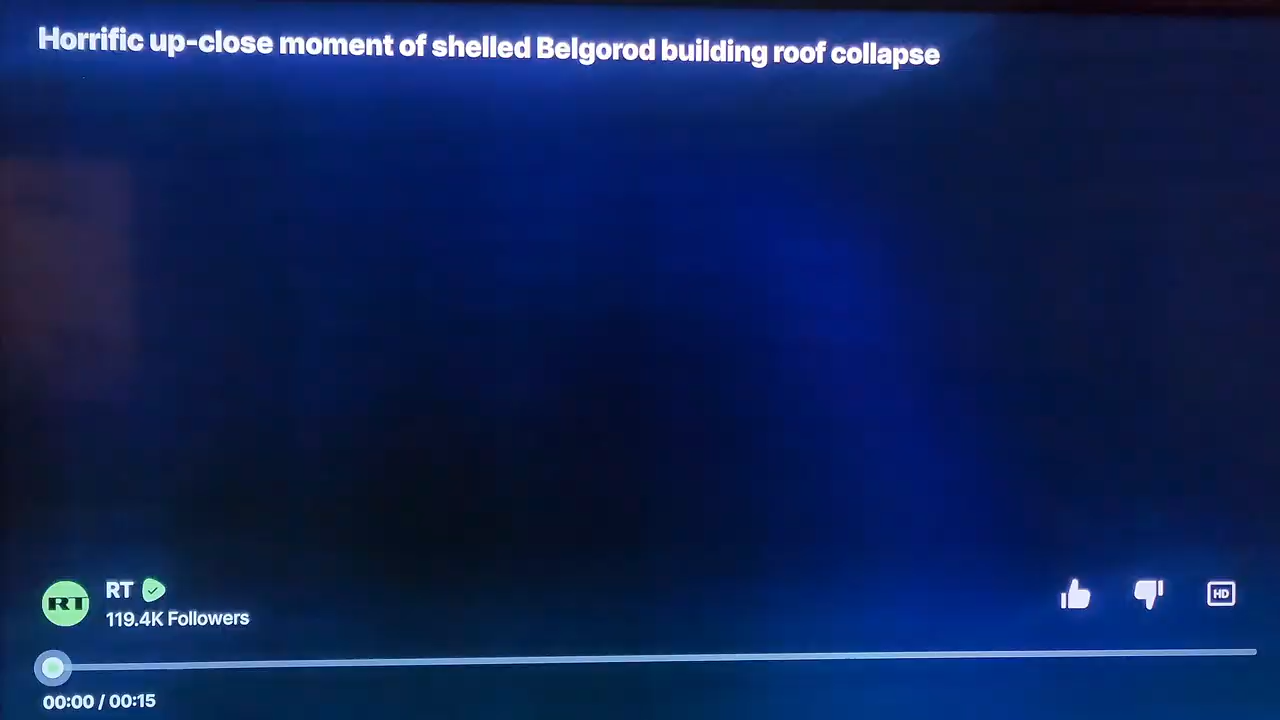 Horrific up-close moment of shelled Belgorod building roof collapse
RT
RT
119.4K Followers
HD
00:00 / 00:15